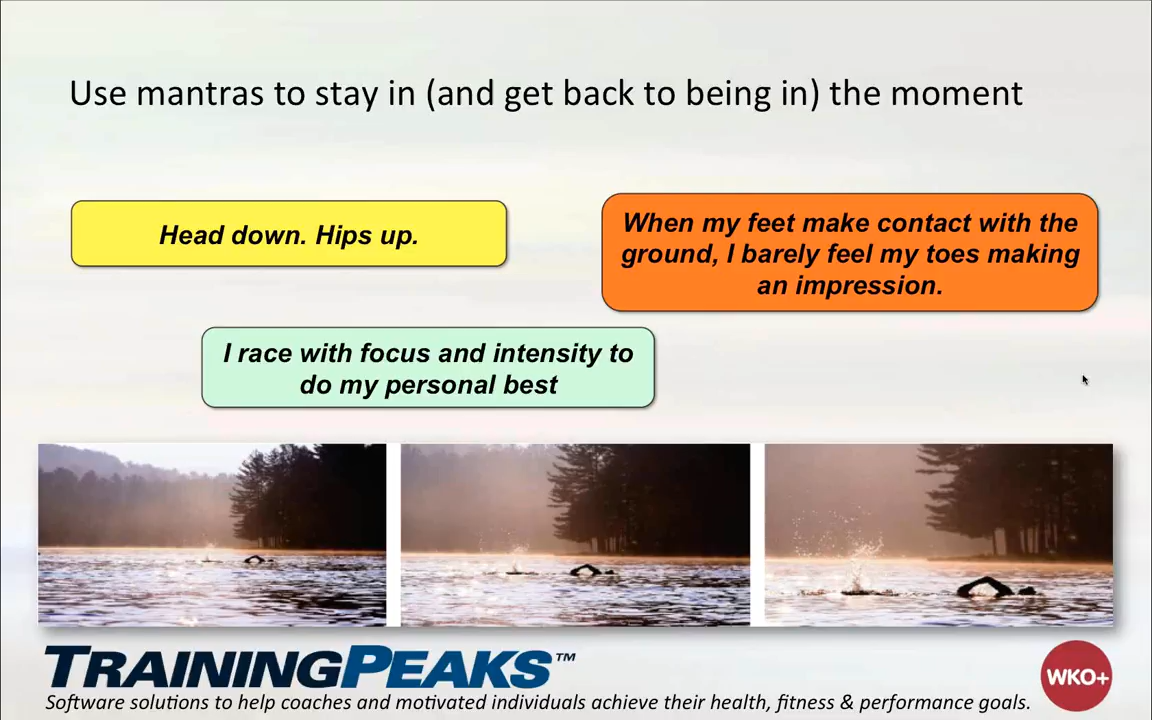 Use mantras to stay in (and get back to being in) the moment
Head down. Hips up.
When my feet make contact with the
ground, I barely feel my toes making
an impression.
I race with focus and intensity to
do my personal best
TRAININGPEAKS™
WKO+
Software solutions to help coaches and motivated individuals achieve their health, fitness & performance goals.